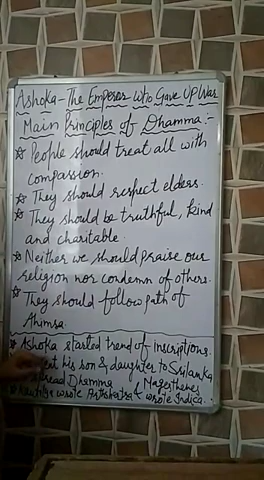 Ashoka - The Emperor Who Gave Up War
Main Principles of Dhamma :-
☆ People should treat all with
compassion.
☆ They should respect elders.
☆ They should be truthful, kind
and charitable.
☆ Neither we should praise our
religion nor condemn of others.
☆ They should follow path of
Ahimsa.
Ashoka started trend of inscriptions.
his son & daughter to Srilanka
Dhamma
wrote Arthshatra wrote Indica.